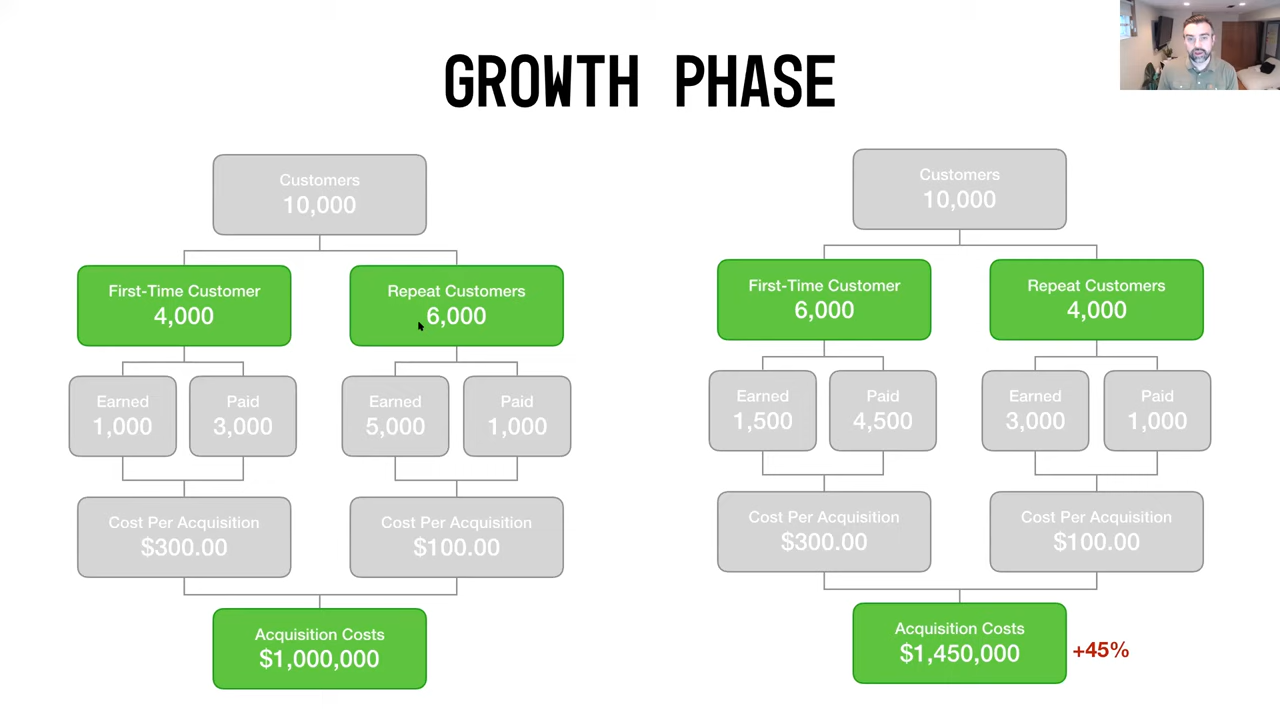 GROWTH PHASE
Customers
10,000
First-Time Customer
4,000
Repeat Customers
6,000
Earned
1,000
Paid
3,000
Earned
5,000
Paid
1,000
Cost Per Acquisition
$300.00
Cost Per Acquisition
$100.00
Acquisition Costs
$1,000,000
Customers
10,000
First-Time Customer
6,000
Repeat Customers
4,000
Earned
1,500
Paid
4,500
Earned
3,000
Paid
1,000
Cost Per Acquisition
$300.00
Cost Per Acquisition
$100.00
Acquisition Costs
$1,450,000
+45%